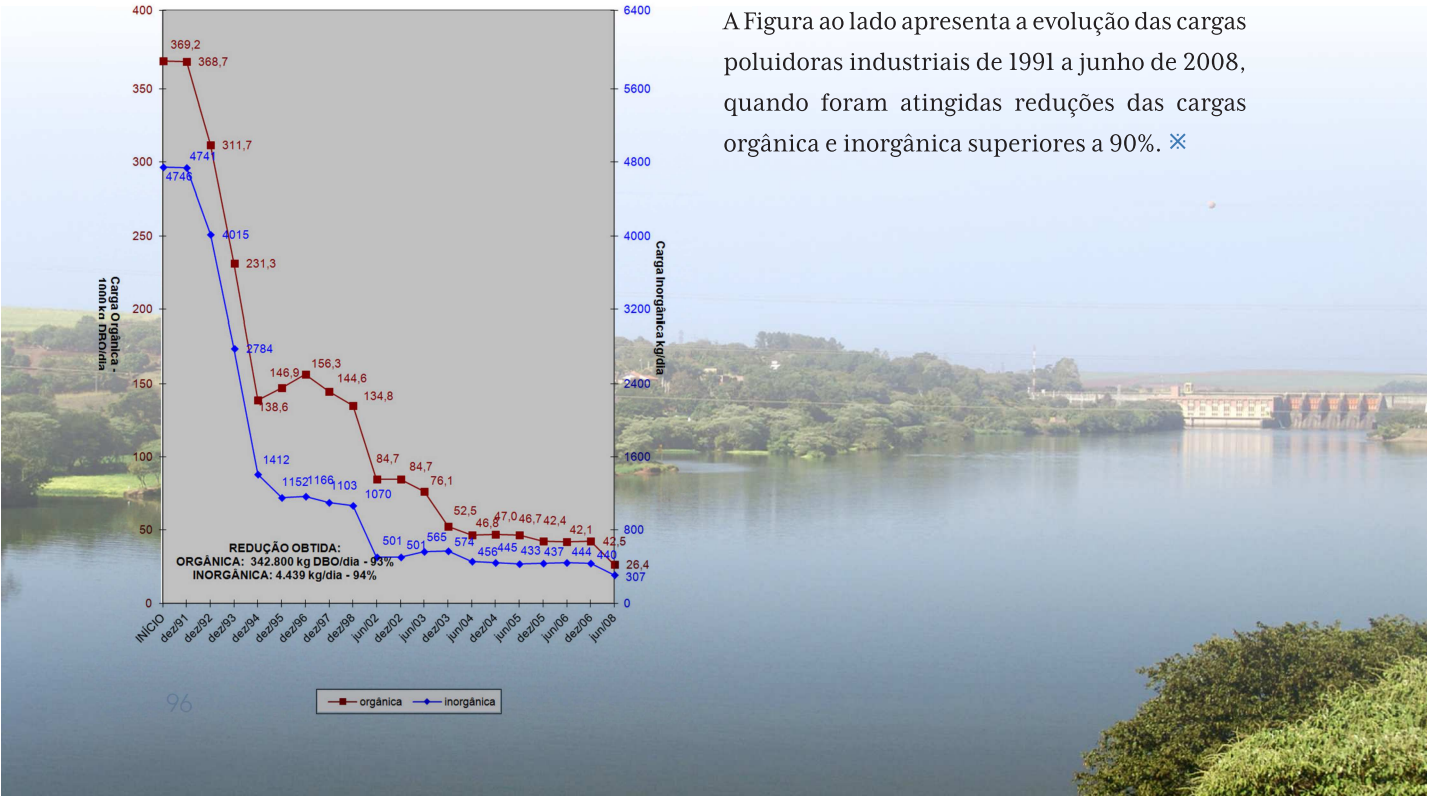 A Figura ao lado apresenta a evolução das cargas
poluidoras industriais de 1991 a junho de 2008,
quando foram atingidas reduções das cargas
orgânica e inorgânica superiores a 90%. ※
400
350
300
250
200
150
100
50
0
6400
5600
4800
4000
3200
2400
1600
800
0
Carga Orgânica -
1000 kg DBO/dia
Carga Inorgânica kg/dia
369,2
368,7
311,7
231,3
138,6
146,9
156,3
144,6
134,8
84,7
84,7
76,1
52,5
46,8
47,0
46,7
42,4
42,1
42,5
26,4
4746
4741
4015
2784
1412
1152
1166
1103
1070
501
501
565
574
456
445
433
437
444
440
307
REDUÇÃO OBTIDA:
ORGÂNICA: 342.800 kg DBO/dia - 93%
INORGÂNICA: 4.439 kg/dia - 94%
INÍCIO
dez/91
dez/92
dez/93
dez/94
dez/95
dez/96
dez/97
dez/98
jun/02
dez/02
jun/03
dez/03
jun/04
dez/04
jun/05
dez/05
jun/06
dez/06
jun/08
orgânica
inorgânica
96